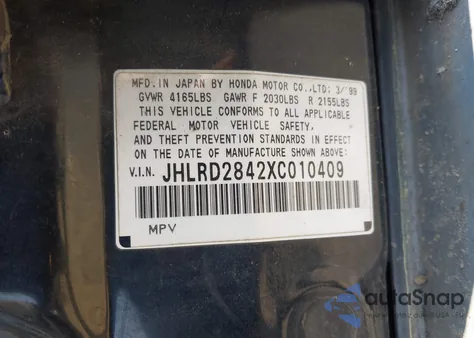 MFD. IN JAPAN BY HONDA MOTOR CO.,LTD; 3/'99
GVWR 4165LBS GAWR F 2030LBS R 2155LBS
THIS VEHICLE CONFORMS TO ALL APPLICABLE
FEDERAL MOTOR VEHICLE SAFETY,
AND THEFT PREVENTION STANDARDS IN EFFECT
ON THE DATE OF MANUFACTURE SHOWN ABOVE.
V.I.N. JHLRD2842XC010409
MPV
autoSnap